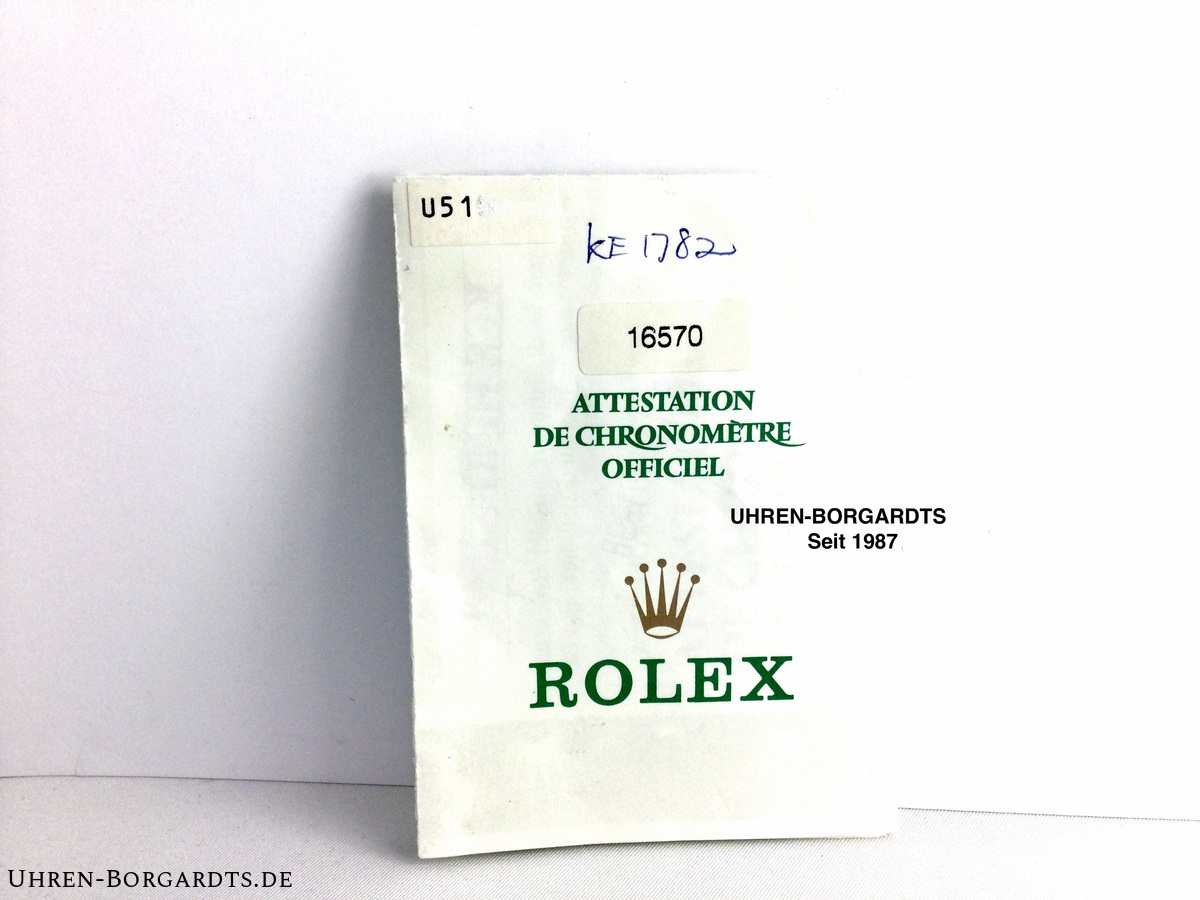 U51
KE 1782
16570
ATTESTATION
DE CHRONOMÈTRE
OFFICIEL
UHREN-BORGARDTS
Seit 1987
ROLEX
UHREN-BORGARDTS.DE